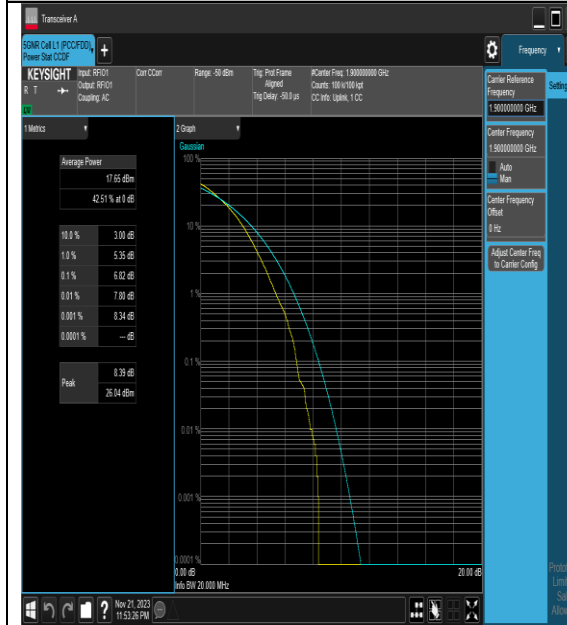 Transceiver A
5GNR Cell L1 (PCC/FDD),
Power Stat CCDF
Frequency
KEYSIGHT
R T
Input: RFIO1
Output: RFIO1
Coupling: AC
Corr CCorr
Range: -50 dBm
Trig: Prot Frame
Aligned
Trig Delay: -50.0 µs
#Center Freq: 1.900000000 GHz
Counts: 100 k/100 kpt
CC Info: Uplink, 1 CC
Carrier Reference
Frequency
1.900000000 GHz
Setting
Center Frequency
1.900000000 GHz
Auto
Man
Center Frequency
Offset
0 Hz
Adjust Center Freq
to Carrier Config
1 Metrics
Average Power
17.65 dBm
42.51 % at 0 dB
10.0 % 3.00 dB
1.0 % 5.35 dB
0.1 % 6.82 dB
0.01 % 7.80 dB
0.001 % 8.34 dB
0.0001 % --- dB
Peak
8.39 dB
26.04 dBm
2 Graph
Gaussian
100 %
10 %
1 %
0.1 %
0.01 %
0.001 %
0.0001 %
0.00 dB
20.00 dB
Info BW 20.000 MHz
Nov 21, 2023
11:53:26 PM